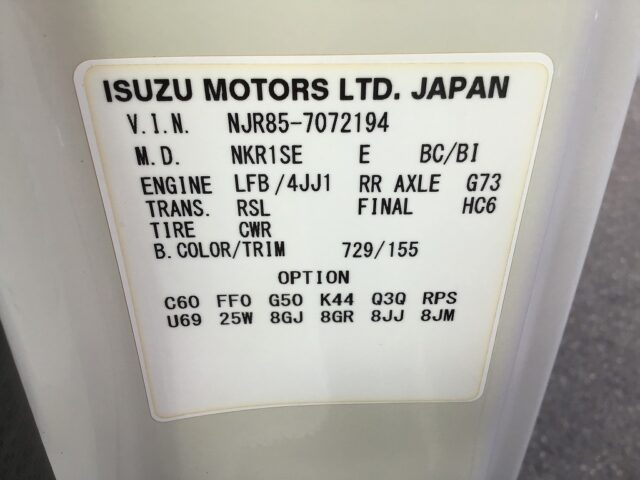 ISUZU MOTORS LTD. JAPAN
V.I.N. NJR85-7072194
M.D. NKR1SE E BC/BI
ENGINE LFB/4JJ1 RR AXLE G73
TRANS. RSL FINAL HC6
TIRE CWR
B.COLOR/TRIM 729/155
OPTION
C60 FF0 G50 K44 Q3Q RPS
U69 25W 8GJ 8GR 8JJ 8JM